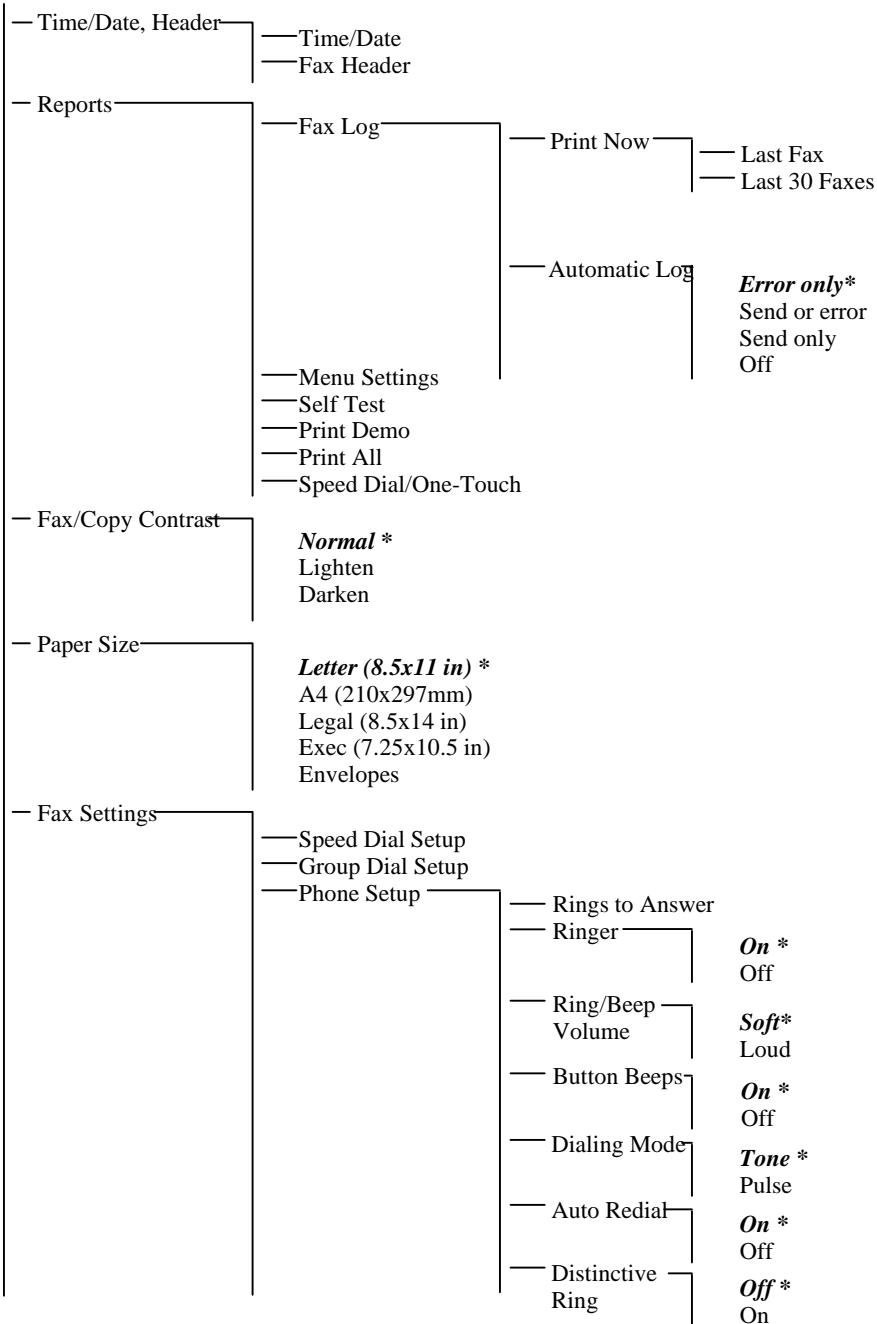 Time/Date, Header
Time/Date
Fax Header
Reports
Fax Log
Print Now
Last Fax
Last 30 Faxes
Automatic Log
Error only*
Send or error
Send only
Off
Menu Settings
Self Test
Print Demo
Print All
Speed Dial/One-Touch
Fax/Copy Contrast
Normal *
Lighten
Darken
Paper Size
Letter (8.5x11 in) *
A4 (210x297mm)
Legal (8.5x14 in)
Exec (7.25x10.5 in)
Envelopes
Fax Settings
Speed Dial Setup
Group Dial Setup
Phone Setup
Rings to Answer
Ringer
On *
Off
Ring/Beep
Volume
Soft*
Loud
Button Beeps
On *
Off
Dialing Mode
Tone *
Pulse
Auto Redial
On *
Off
Distinctive
Ring
Off *
On